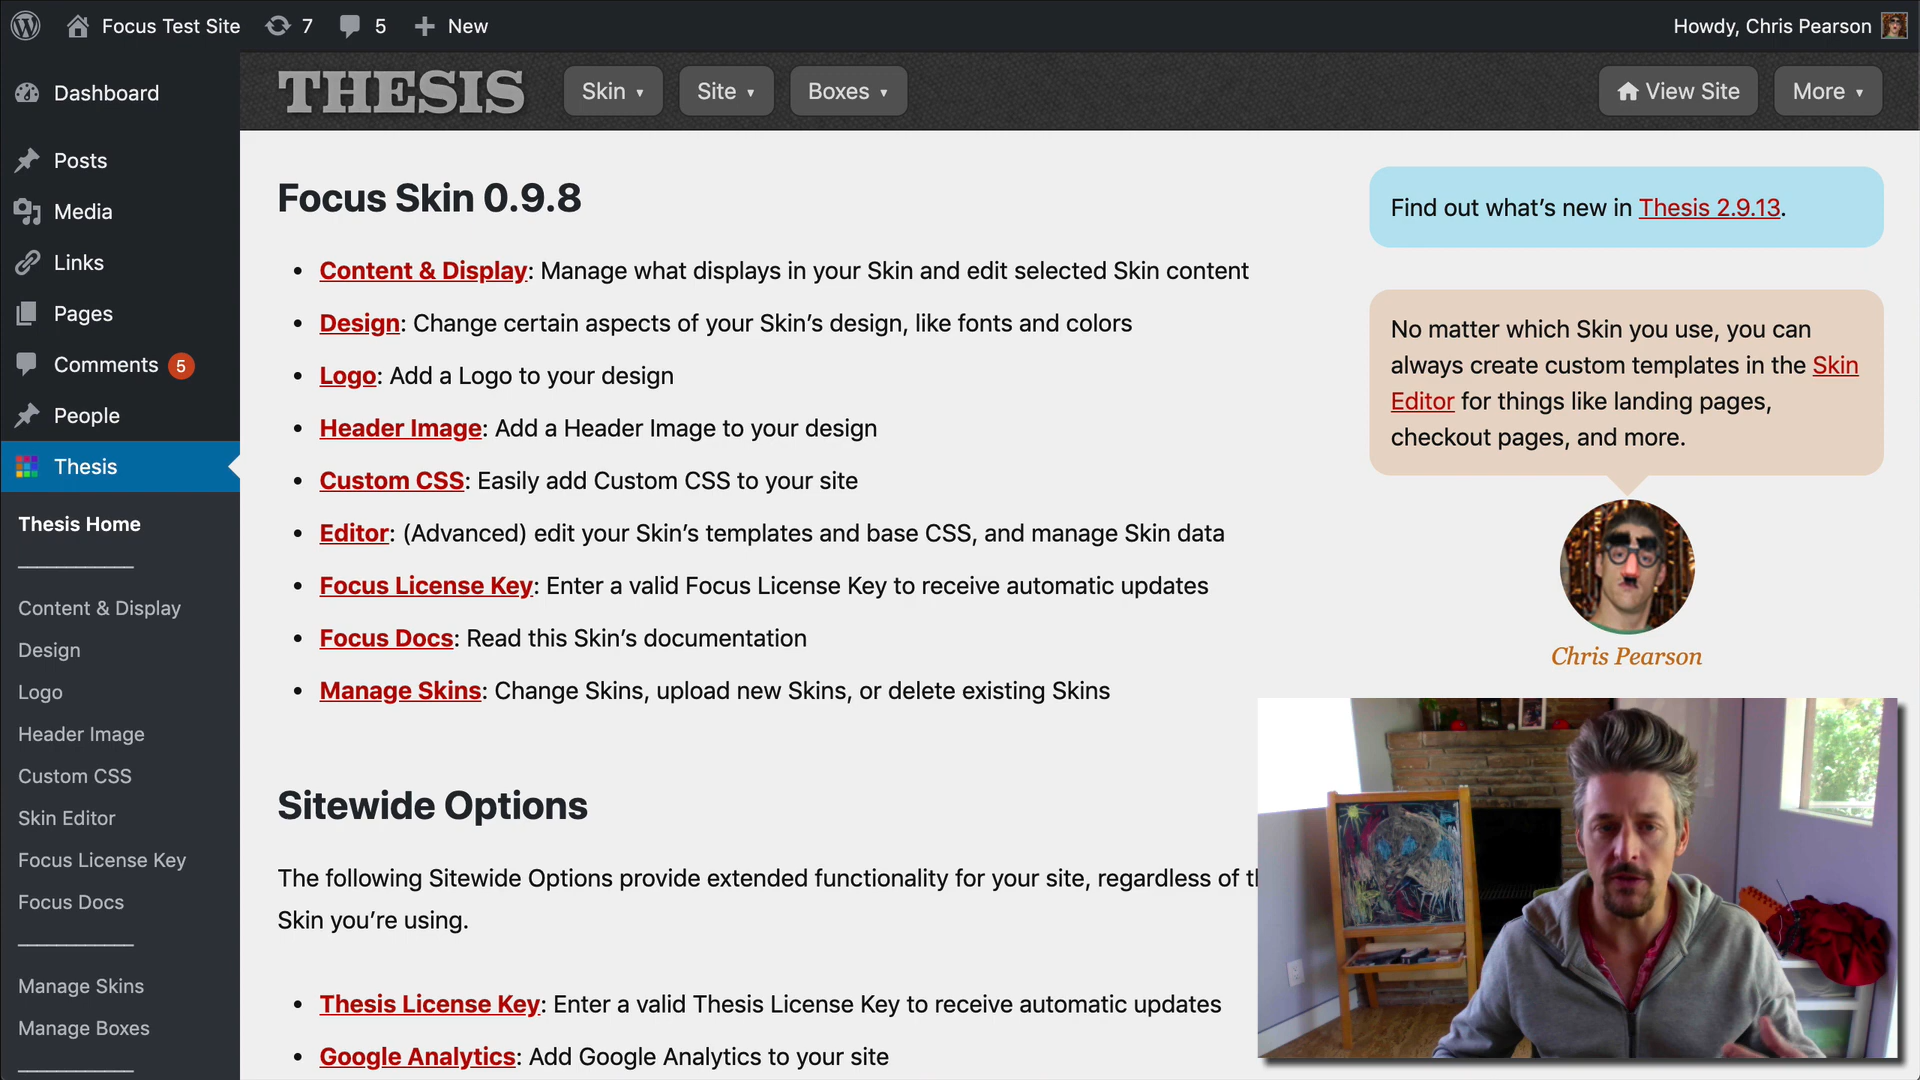 Focus Test Site 7 5 New Howdy, Chris Pearson
Dashboard
Posts
Media
Links
Pages
Comments 5
People
Thesis
Thesis Home
Content & Display
Design
Logo
Header Image
Custom CSS
Skin Editor
Focus License Key
Focus Docs
Manage Skins
Manage Boxes
THESIS Skin ▾ Site ▾ Boxes ▾ View Site More ▾
Focus Skin 0.9.8
• Content & Display: Manage what displays in your Skin and edit selected Skin content
• Design: Change certain aspects of your Skin’s design, like fonts and colors
• Logo: Add a Logo to your design
• Header Image: Add a Header Image to your design
• Custom CSS: Easily add Custom CSS to your site
• Editor: (Advanced) edit your Skin’s templates and base CSS, and manage Skin data
• Focus License Key: Enter a valid Focus License Key to receive automatic updates
• Focus Docs: Read this Skin’s documentation
• Manage Skins: Change Skins, upload new Skins, or delete existing Skins
Sitewide Options
The following Sitewide Options provide extended functionality for your site, regardless of
Skin you’re using.
• Thesis License Key: Enter a valid Thesis License Key to receive automatic updates
• Google Analytics: Add Google Analytics to your site
Find out what’s new in Thesis 2.9.13.
No matter which Skin you use, you can
always create custom templates in the Skin
Editor for things like landing pages,
checkout pages, and more.
Chris Pearson